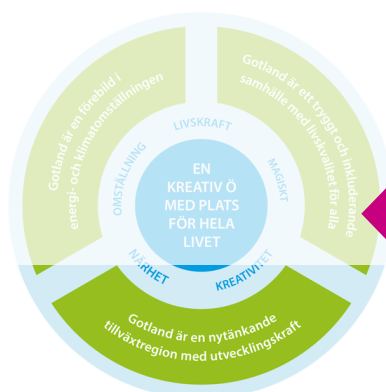 Gotland är en förebild i
energi- och klimatomställningen
Gotland är ett tryggt och inkluderande
samhälle med livskvalitet för alla
LIVSKRAFT
OMSTÄLLNING
MAGISKT
EN
KREATIV Ö
MED PLATS
FÖR HELA
LIVET
NÄRHET
KREATIVITET
Gotland är en nytänkande
tillväxtregion med utvecklingskraft